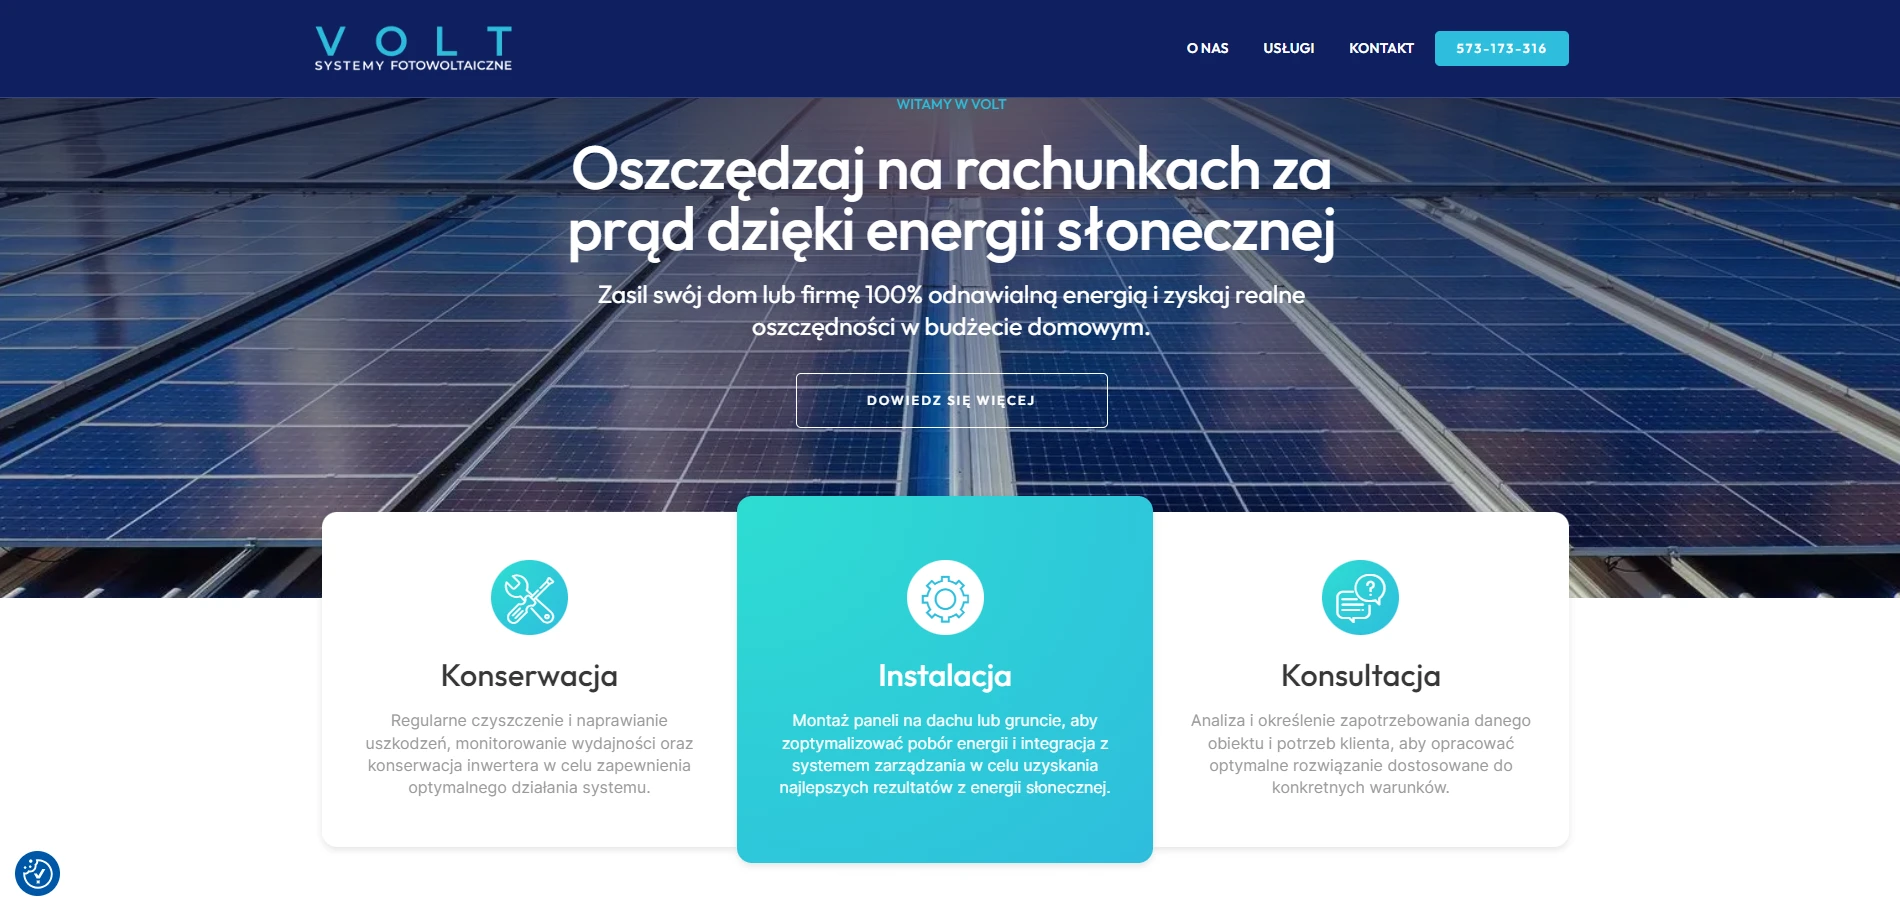 VOLT
SYSTEMY FOTOWOLTAICZNE
O NAS
USŁUGI
KONTAKT
573-173-316
WITAMY W VOLT
Oszczędzaj na rachunkach za
prąd dzięki energii słonecznej
Zasil swój dom lub firmę 100% odnawialną energią i zyskaj realne
oszczędności w budżecie domowym.
DOWIEDZ SIĘ WIĘCEJ
Konserwacja
Regularne czyszczenie i naprawianie
uszkodzeń, monitorowanie wydajności oraz
konserwacja inwertera w celu zapewnienia
optymalnego działania systemu.
Instalacja
Montaż paneli na dachu lub gruncie, aby
zoptymalizować pobór energii i integracja z
systemem zarządzania w celu uzyskania
najlepszych rezultatów z energii słonecznej.
Konsultacja
Analiza i określenie zapotrzebowania danego
obiektu i potrzeb klienta, aby opracować
optymalne rozwiązanie dostosowane do
konkretnych warunków.